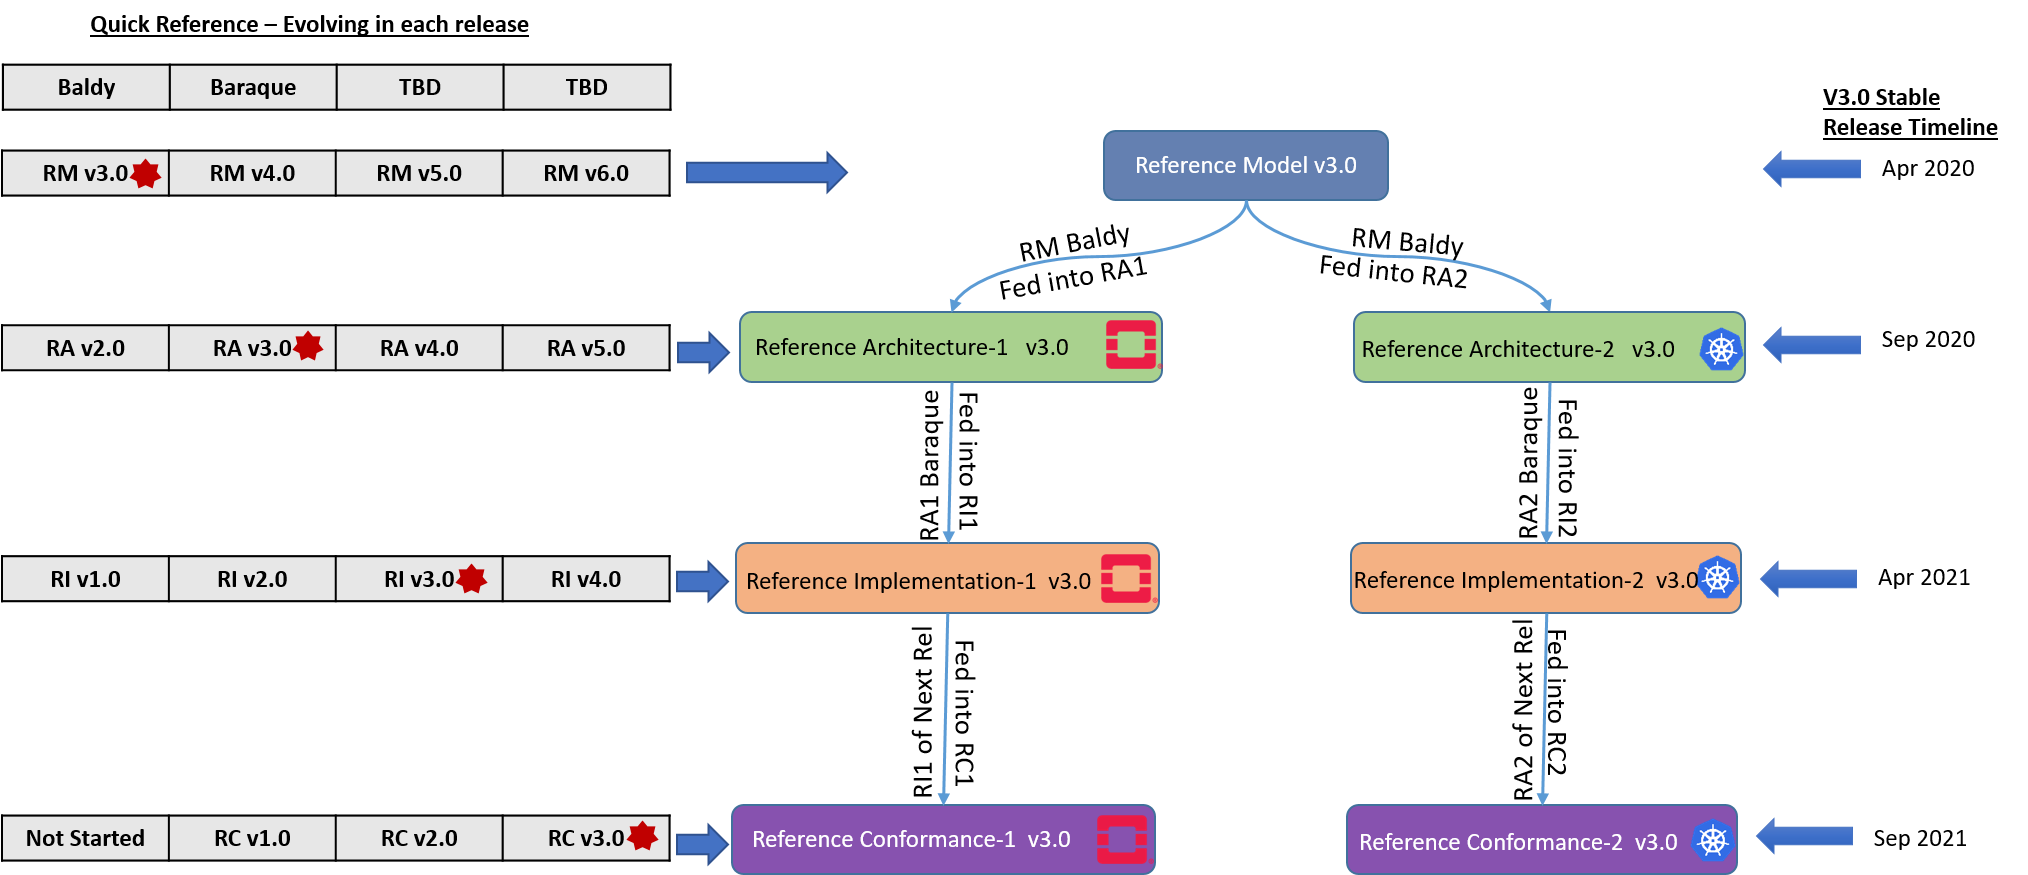 Quick Reference – Evolving in each release
Baldy Baraque TBD TBD
V3.0 Stable
Release Timeline
RM v3.0 RM v4.0 RM v5.0 RM v6.0
Reference Model v3.0
Apr 2020
RM Baldy
Fed into RA1
RM Baldy
Fed into RA2
RA v2.0 RA v3.0 RA v4.0 RA v5.0
Reference Architecture-1 v3.0
Reference Architecture-2 v3.0
Sep 2020
RA1 Baraque
Fed into RI1
RA2 Baraque
Fed into RI2
RI v1.0 RI v2.0 RI v3.0 RI v4.0
Reference Implementation-1 v3.0
Reference Implementation-2 v3.0
Apr 2021
RI1 of Next Rel
Fed into RC1
RA2 of Next Rel
Fed into RC2
Not Started RC v1.0 RC v2.0 RC v3.0
Reference Conformance-1 v3.0
Reference Conformance-2 v3.0
Sep 2021